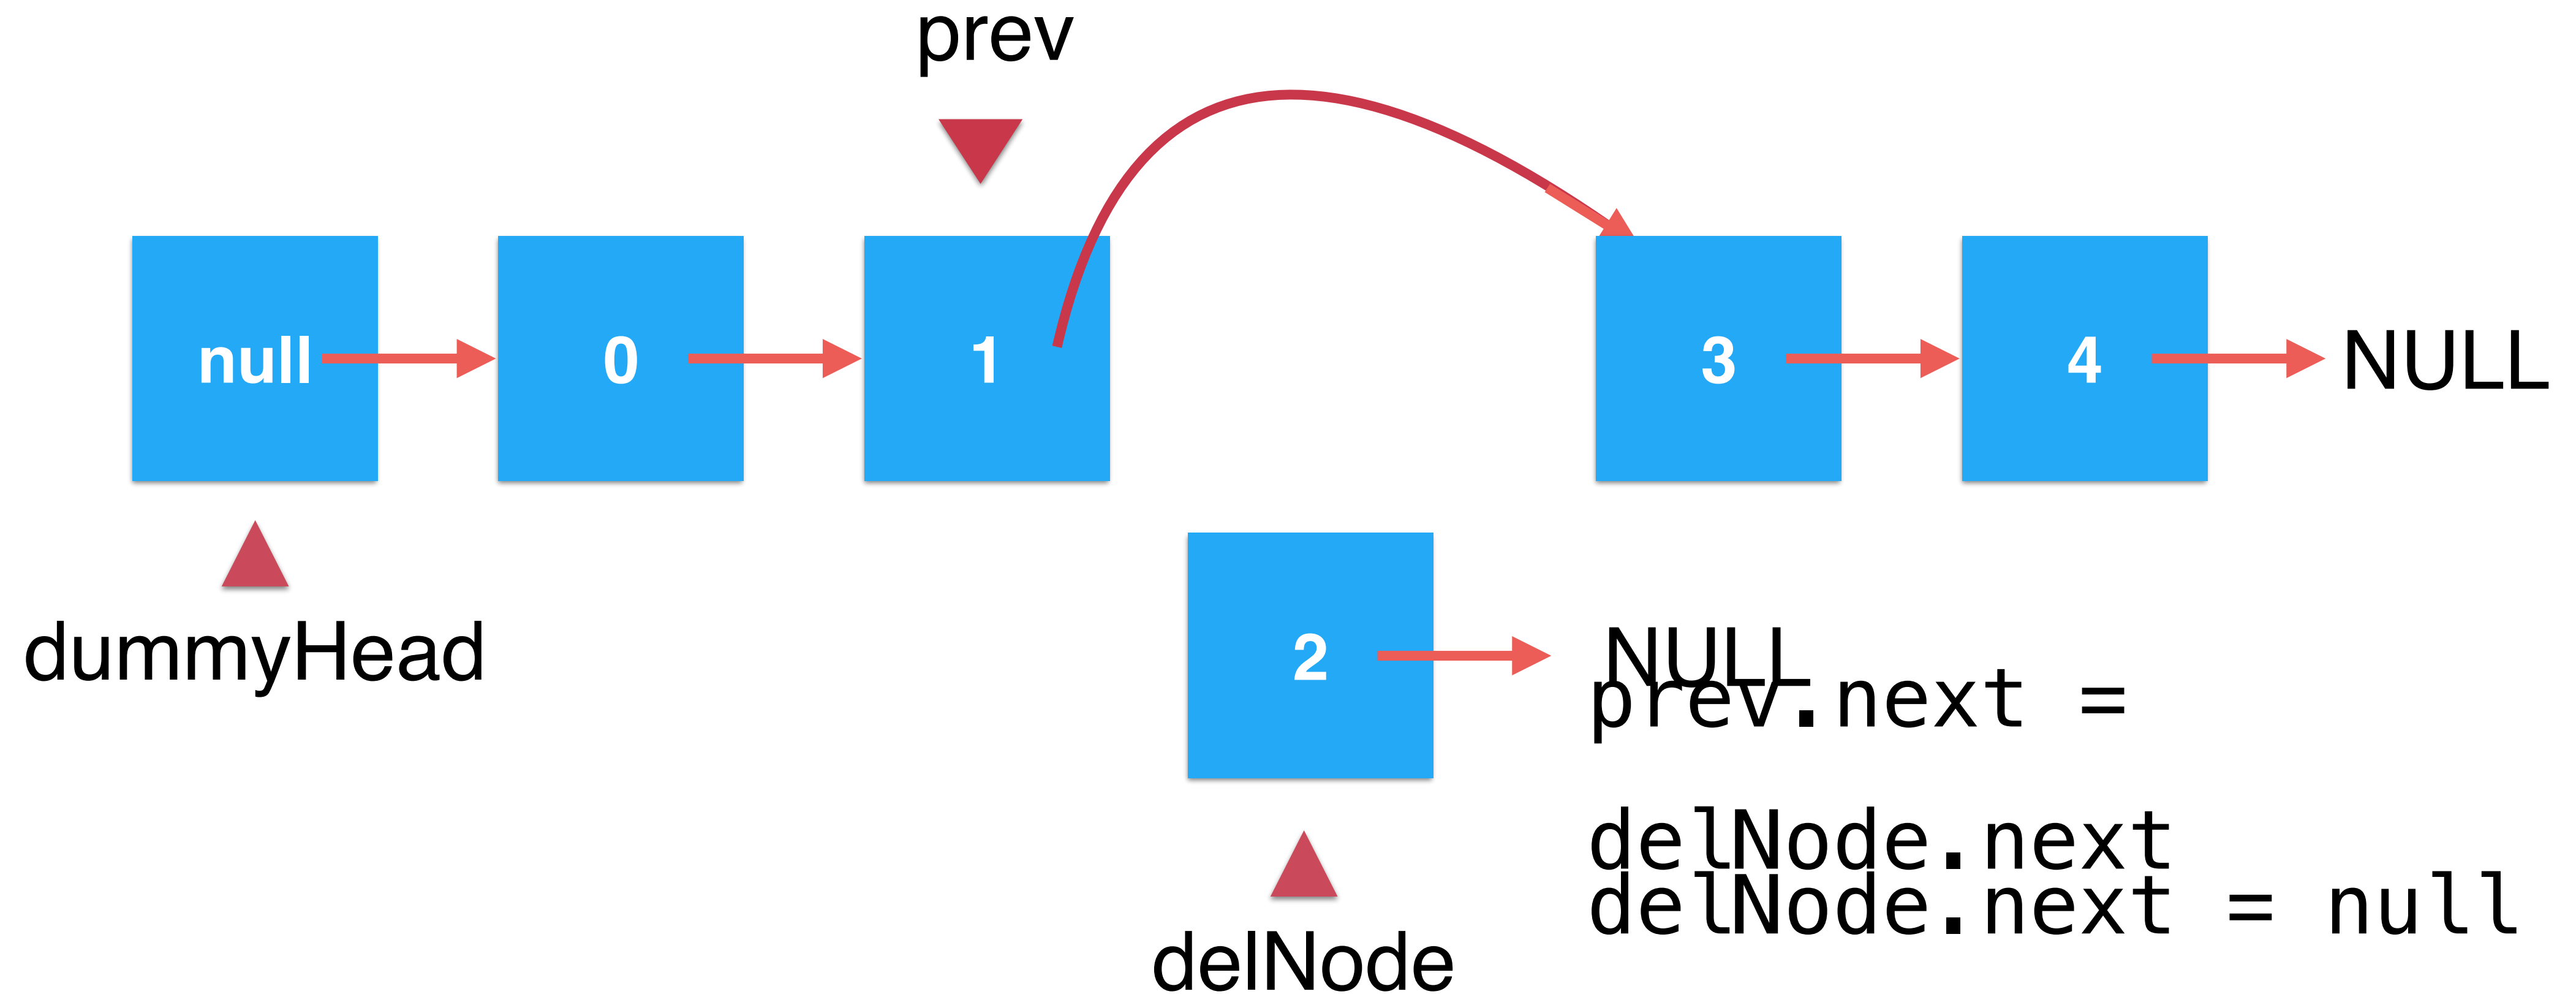 prev
null 0 1 3 4 NULL
dummyHead
2 NULL
prev.next =
delNode.next
delNode.next = null
delNode